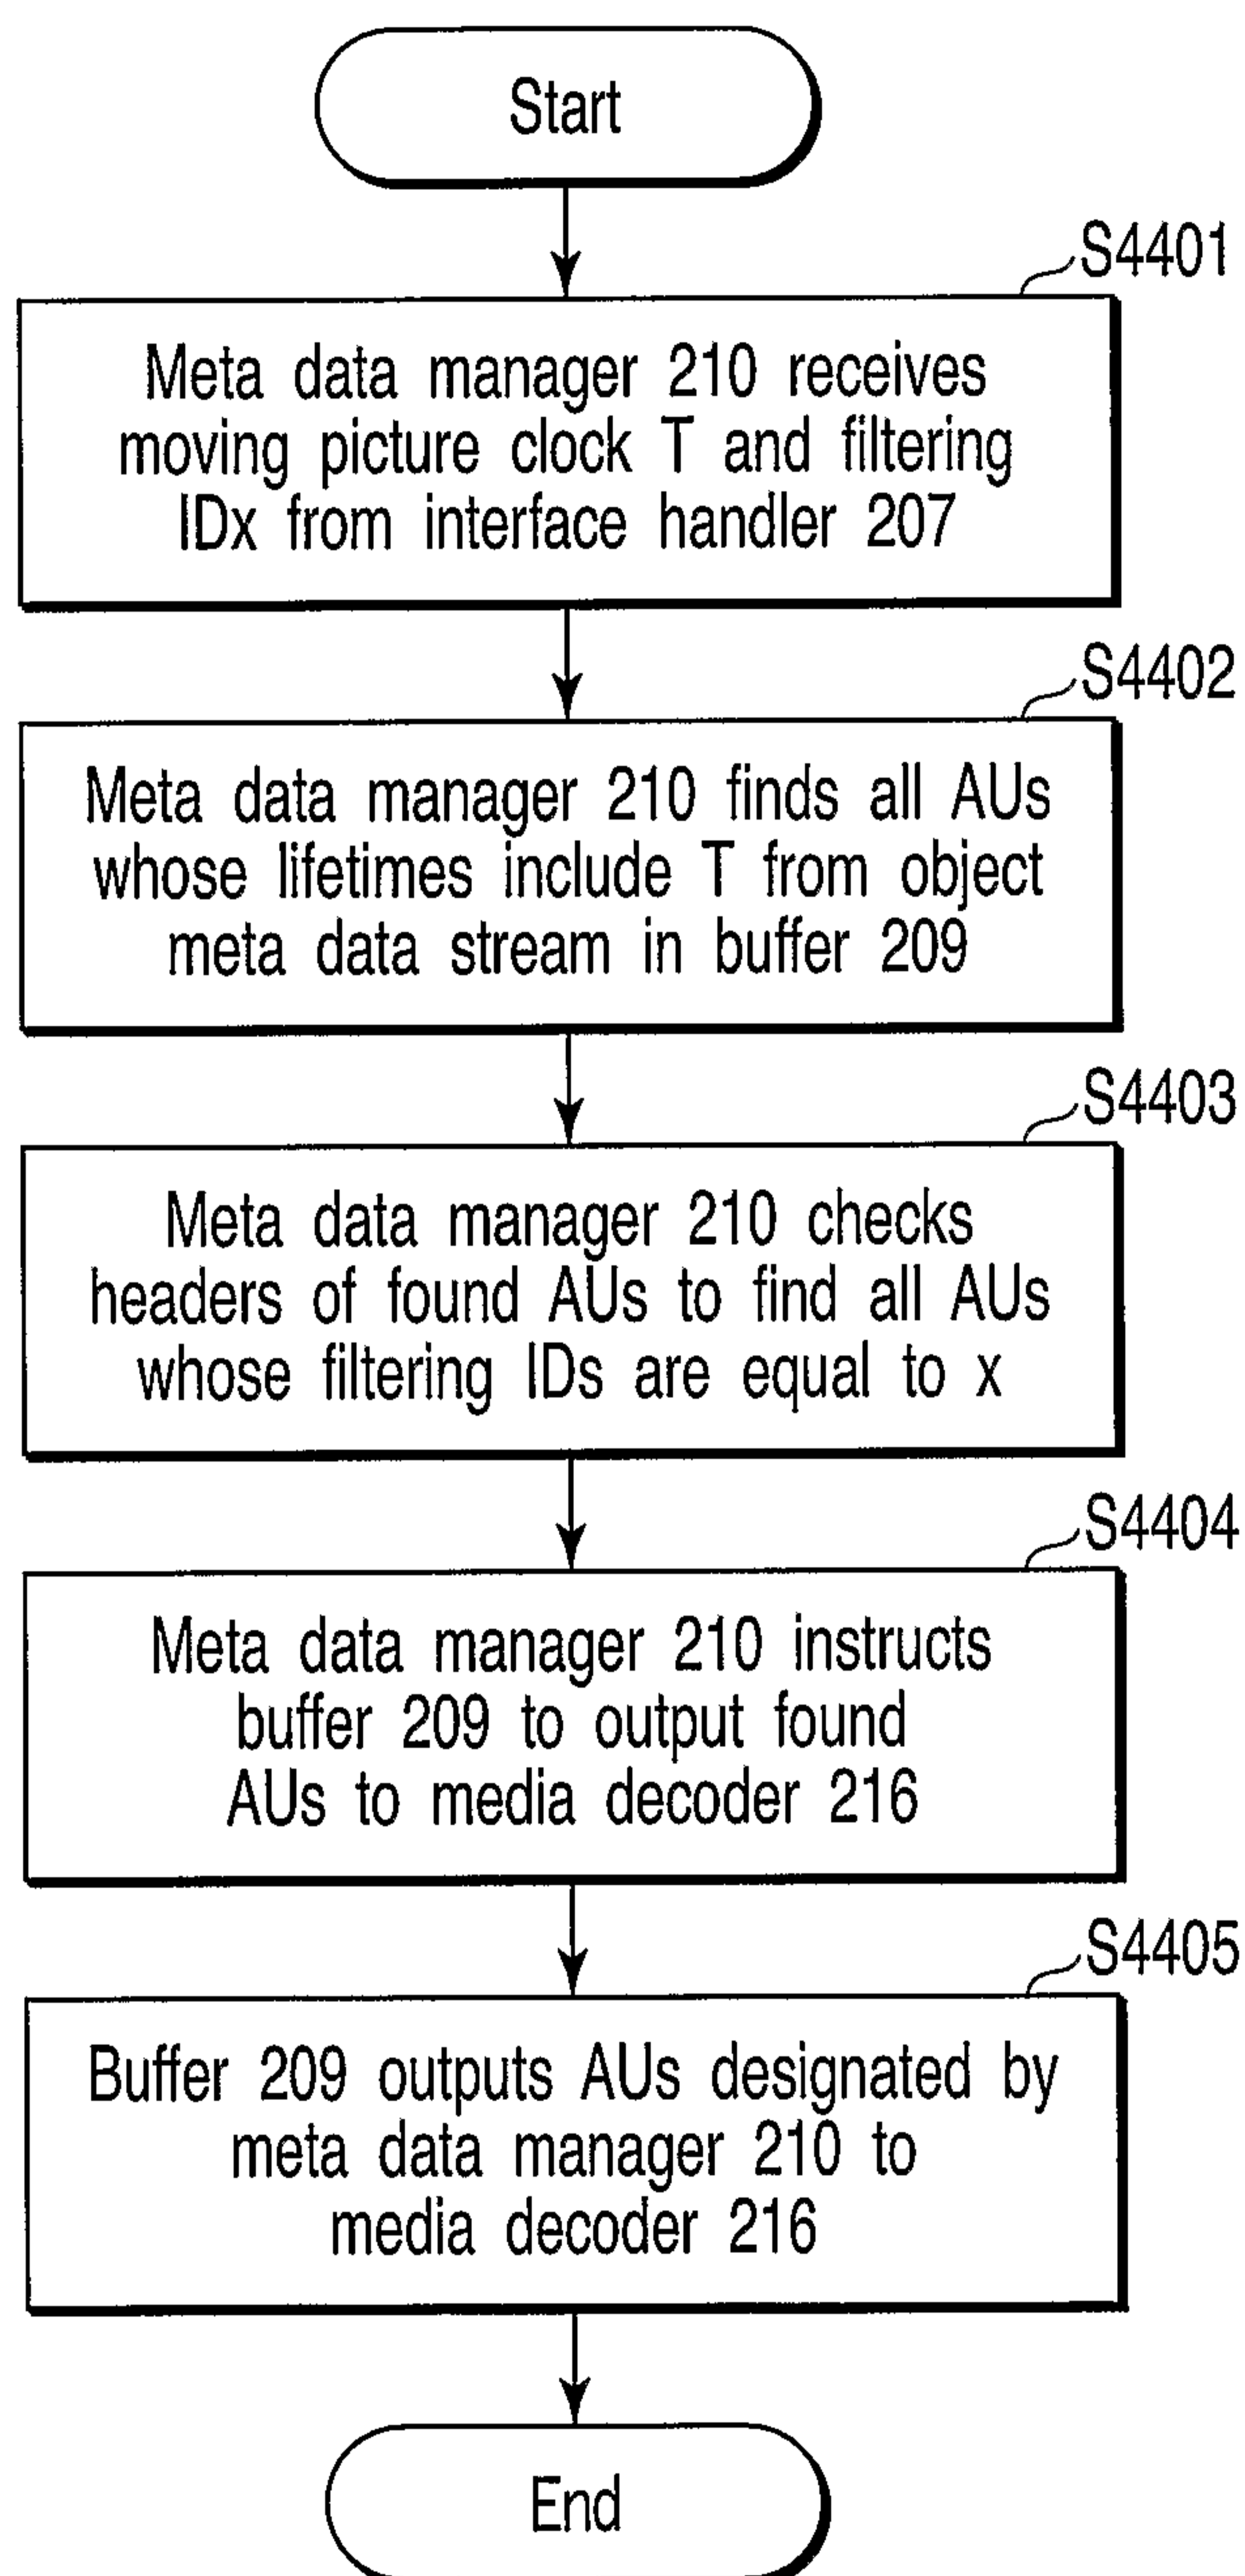 Start
S4401
Meta data manager 210 receives
moving picture clock T and filtering
IDx from interface handler 207
S4402
Meta data manager 210 finds all AUs
whose lifetimes include T from object
meta data stream in buffer 209
S4403
Meta data manager 210 checks
headers of found AUs to find all AUs
whose filtering IDs are equal to x
S4404
Meta data manager 210 instructs
buffer 209 to output found
AUs to media decoder 216
S4405
Buffer 209 outputs AUs designated by
meta data manager 210 to
media decoder 216
End